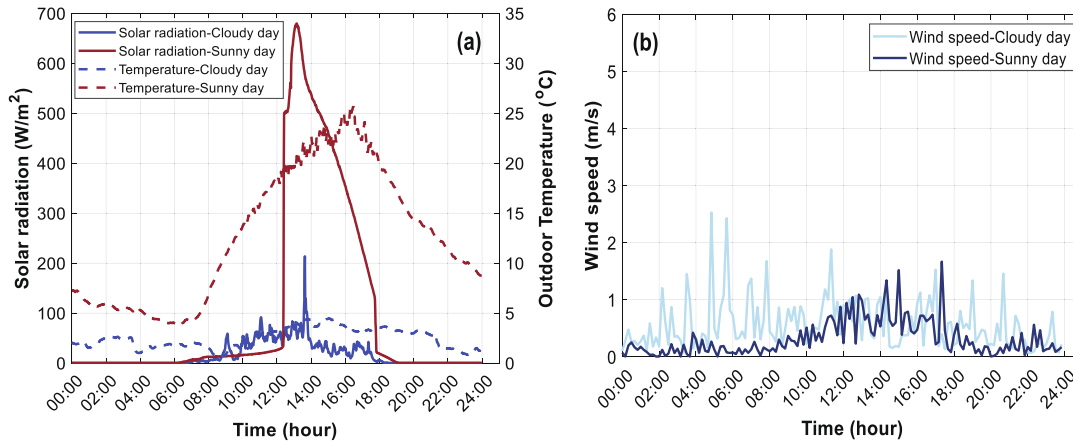 (a)
Solar radiation-Cloudy day
Solar radiation-Sunny day
Temperature-Cloudy day
Temperature-Sunny day
Solar radiation (W/m²)
700
600
500
400
300
200
100
0
Outdoor Temperature (°C)
35
30
25
20
15
10
5
0
00:00 02:00 04:00 06:00 08:00 10:00 12:00 14:00 16:00 18:00 20:00 22:00 24:00
Time (hour)
(b)
Wind speed-Cloudy day
Wind speed-Sunny day
Wind speed (m/s)
6
5
4
3
2
1
0
00:00 02:00 04:00 06:00 08:00 10:00 12:00 14:00 16:00 18:00 20:00 22:00 24:00
Time (hour)